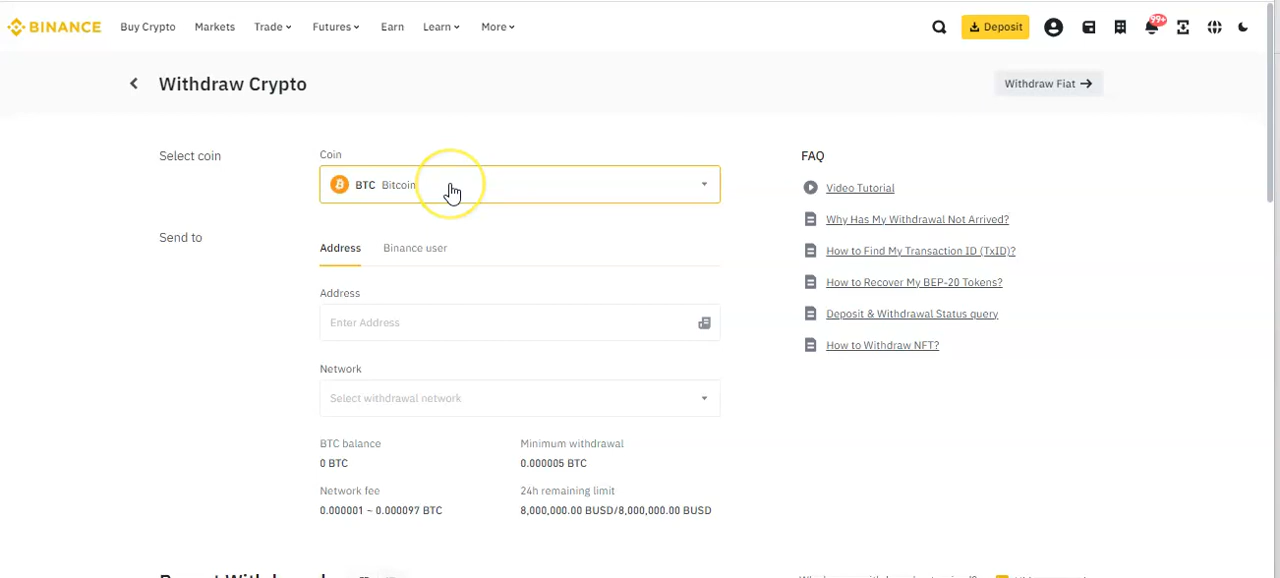 BINANCE Buy Crypto Markets Trade Futures Earn Learn More Deposit 99+
Withdraw Crypto Withdraw Fiat
Select coin
Coin
BTC Bitcoin
Send to
Address Binance user
Address
Enter Address
Network
Select withdrawal network
BTC balance Minimum withdrawal
0 BTC 0.000005 BTC
Network fee 24h remaining limit
0.000001 ~ 0.000097 BTC 8,000,000.00 BUSD/8,000,000.00 BUSD
FAQ
Video Tutorial
Why Has My Withdrawal Not Arrived?
How to Find My Transaction ID (TxID)?
How to Recover My BEP-20 Tokens?
Deposit & Withdrawal Status query
How to Withdraw NFT?